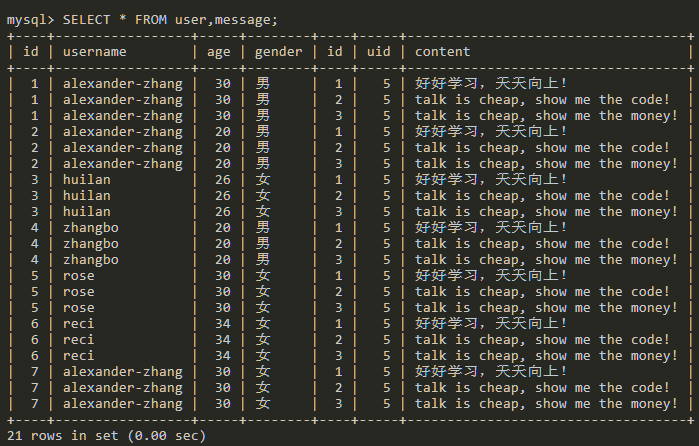 mysql> SELECT * FROM user,message;
+----+-----------------+-----+--------+----+-----+----------------------------------+
| id | username | age | gender | id | uid | content |
+----+-----------------+-----+--------+----+-----+----------------------------------+
| 1 | alexander-zhang | 30 | 男 | 1 | 5 | 好好学习，天天向上！ |
| 1 | alexander-zhang | 30 | 男 | 2 | 5 | talk is cheap, show me the code! |
| 1 | alexander-zhang | 30 | 男 | 3 | 5 | talk is cheap, show me the money! |
| 2 | alexander-zhang | 20 | 男 | 1 | 5 | 好好学习，天天向上！ |
| 2 | alexander-zhang | 20 | 男 | 2 | 5 | talk is cheap, show me the code! |
| 2 | alexander-zhang | 20 | 男 | 3 | 5 | talk is cheap, show me the money! |
| 3 | huilan | 26 | 女 | 1 | 5 | 好好学习，天天向上！ |
| 3 | huilan | 26 | 女 | 2 | 5 | talk is cheap, show me the code! |
| 3 | huilan | 26 | 女 | 3 | 5 | talk is cheap, show me the money! |
| 4 | zhangbo | 20 | 男 | 1 | 5 | 好好学习，天天向上！ |
| 4 | zhangbo | 20 | 男 | 2 | 5 | talk is cheap, show me the code! |
| 4 | zhangbo | 20 | 男 | 3 | 5 | talk is cheap, show me the money! |
| 5 | rose | 30 | 女 | 1 | 5 | 好好学习，天天向上！ |
| 5 | rose | 30 | 女 | 2 | 5 | talk is cheap, show me the code! |
| 5 | rose | 30 | 女 | 3 | 5 | talk is cheap, show me the money! |
| 6 | reci | 34 | 女 | 1 | 5 | 好好学习，天天向上！ |
| 6 | reci | 34 | 女 | 2 | 5 | talk is cheap, show me the code! |
| 6 | reci | 34 | 女 | 3 | 5 | talk is cheap, show me the money! |
| 7 | alexander-zhang | 30 | 女 | 1 | 5 | 好好学习，天天向上！ |
| 7 | alexander-zhang | 30 | 女 | 2 | 5 | talk is cheap, show me the code! |
| 7 | alexander-zhang | 30 | 女 | 3 | 5 | talk is cheap, show me the money! |
+----+-----------------+-----+--------+----+-----+----------------------------------+
21 rows in set (0.00 sec)